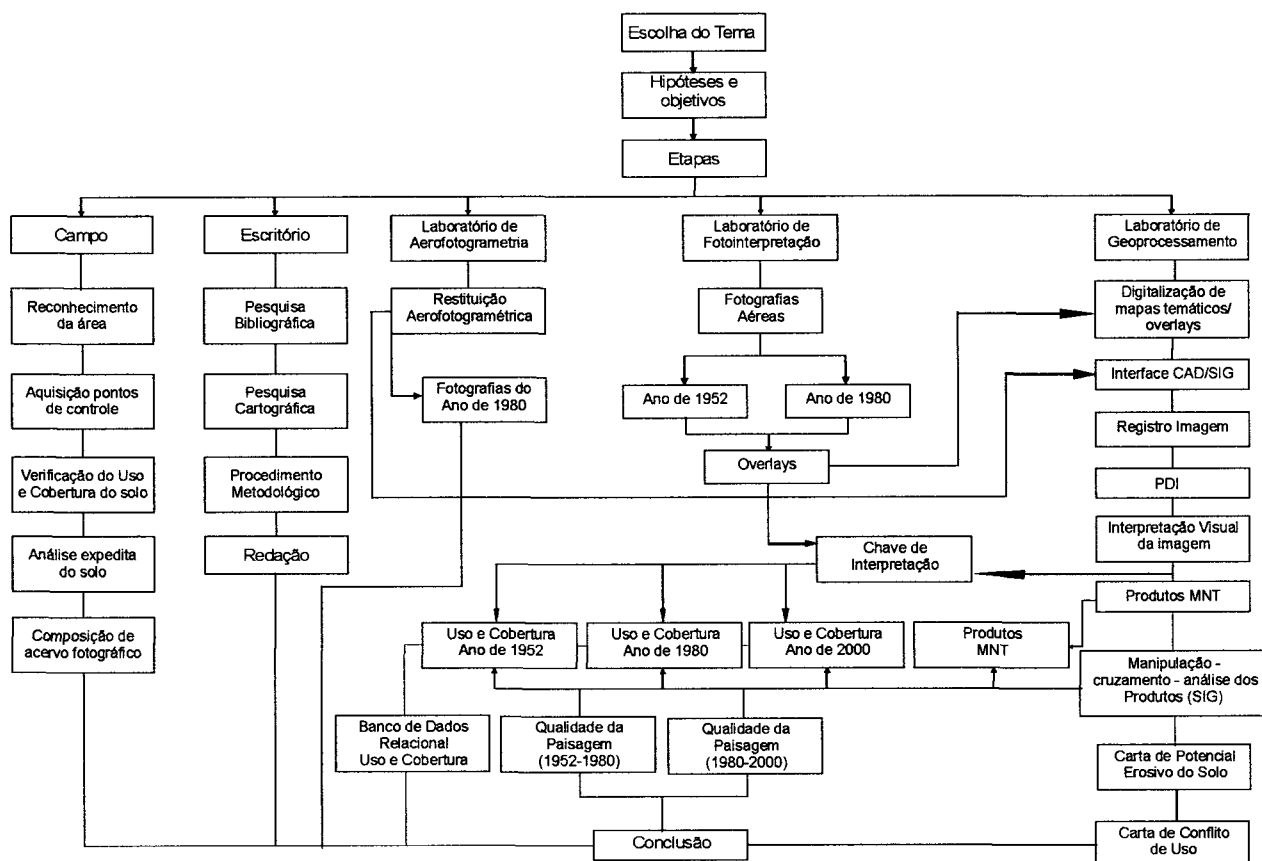 Escolha do Tema
Hipóteses e
objetivos
Etapas
Campo
Escritório
Laboratório de
Aerofotogrametria
Laboratório de
Fotointerpretação
Laboratório de
Geoprocessamento
Reconhecimento
da área
Pesquisa
Bibliográfica
Restituição
Aerofotogramétrica
Fotografias
Aéreas
Digitalização de
mapas temáticos/
overlays
Aquisição pontos
de controle
Pesquisa
Cartográfica
Fotografias do
Ano de 1980
Ano de 1952
Ano de 1980
Interface CAD/SIG
Registro Imagem
Verificação do Uso
e Cobertura do solo
Procedimento
Metodológico
Overlays
PDI
Análise expedita
do solo
Redação
Chave de
Interpretação
Interpretação Visual
da imagem
Produtos MNT
Composição de
acervo fotográfico
Uso e Cobertura
Ano de 1952
Uso e Cobertura
Ano de 1980
Uso e Cobertura
Ano de 2000
Produtos
MNT
Manipulação -
cruzamento - análise dos
Produtos (SIG)
Banco de Dados
Relacional
Uso e Cobertura
Qualidade da
Paisagem
(1952-1980)
Qualidade da
Paisagem
(1980-2000)
Carta de Potencial
Erosivo do Solo
Conclusão
Carta de Conflito
de Uso